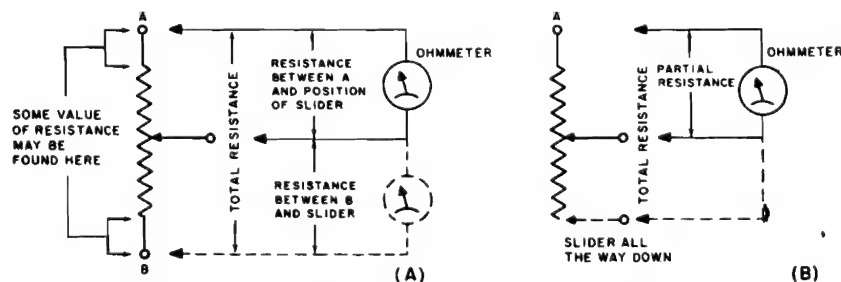 A
SOME VALUE
OF RESISTANCE
MAY BE
FOUND HERE
B
TOTAL RESISTANCE
RESISTANCE
BETWEEN A
AND POSITION
OF SLIDER
RESISTANCE
BETWEEN B
AND SLIDER
OHMMETER
(A)
A
PARTIAL
RESISTANCE
TOTAL RESISTANCE
OHMMETER
SLIDER ALL
THE WAY DOWN
(B)